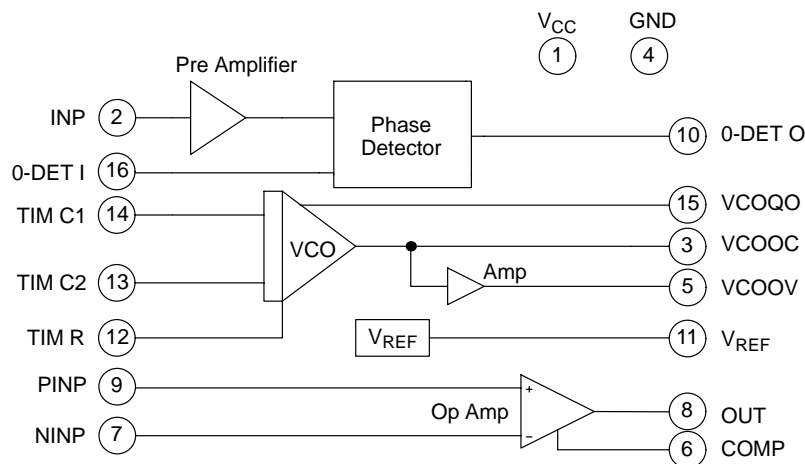 VCC GND
1 4
Pre Amplifier
INP 2 Phase Detector 10 0-DET O
0-DET I 16
TIM C1 14 15 VCOQO
VCO 3 VCOOC
TIM C2 13 Amp 5 VCOOV
TIM R 12 VREF 11 VREF
PINP 9 + 8 OUT
Op Amp
NINP 7 − 6 COMP